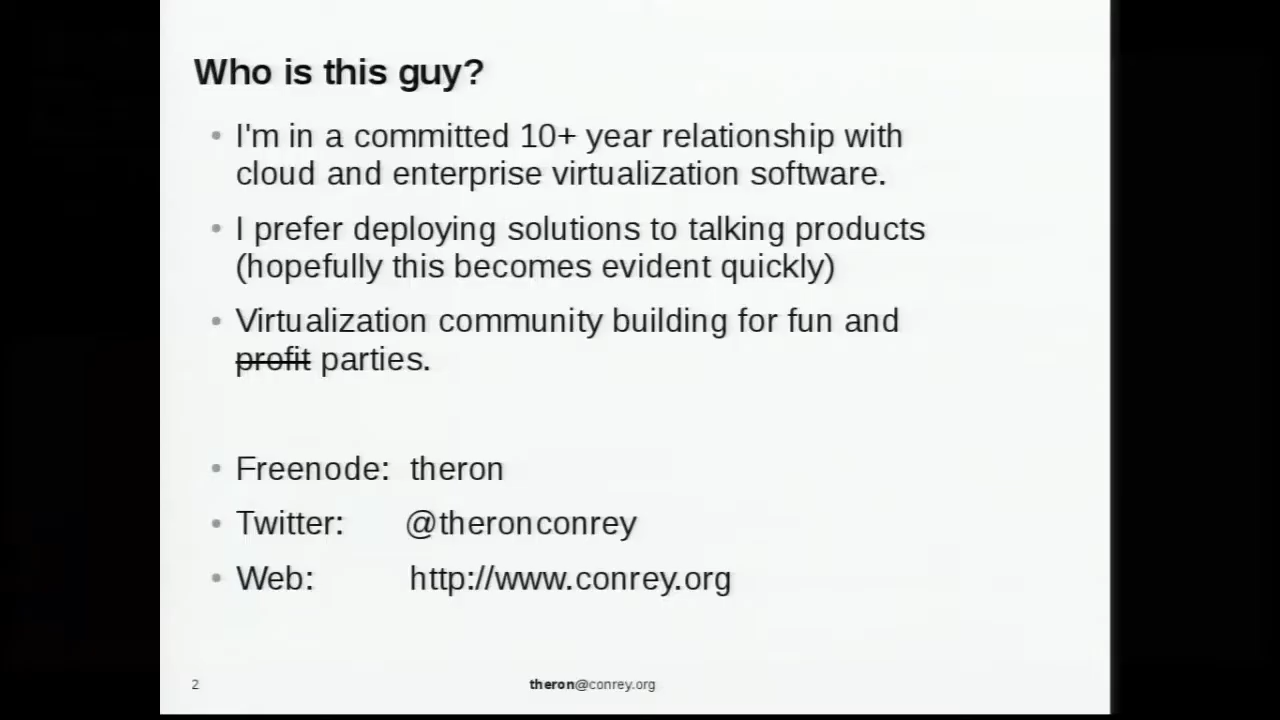 Who is this guy?
• I'm in a committed 10+ year relationship with
cloud and enterprise virtualization software.
• I prefer deploying solutions to talking products
(hopefully this becomes evident quickly)
• Virtualization community building for fun and
profit parties.
• Freenode: theron
• Twitter: @theronconrey
• Web: http://www.conrey.org
2 theron@conrey.org